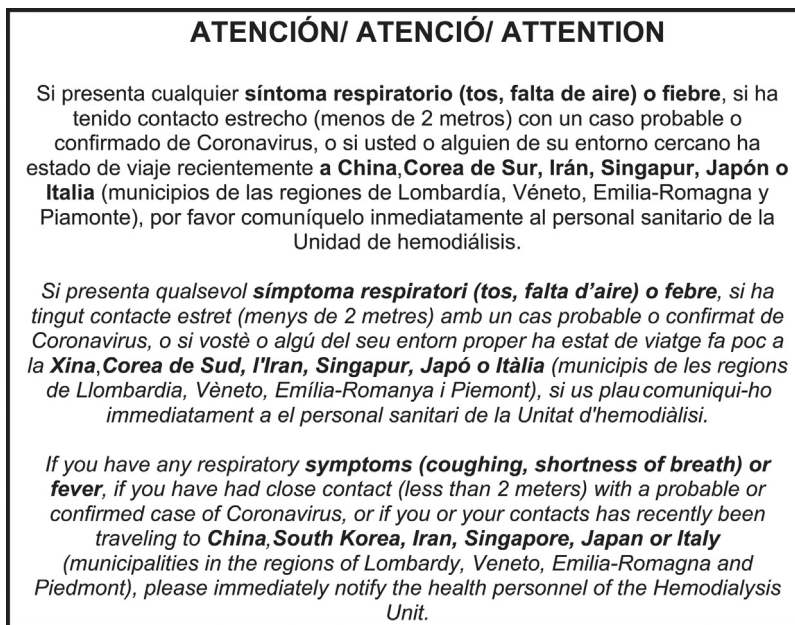 ATENCIÓN/ ATENCIÓ/ ATTENTION
Si presenta cualquier síntoma respiratorio (tos, falta de aire) o fiebre, si ha
tenido contacto estrecho (menos de 2 metros) con un caso probable o
confirmado de Coronavirus, o si usted o alguien de su entorno cercano ha
estado de viaje recientemente a China,Corea de Sur, Irán, Singapur, Japón o
Italia (municipios de las regiones de Lombardía, Véneto, Emilia-Romagna y
Piamonte), por favor comuníquelo inmediatamente al personal sanitario de la
Unidad de hemodiálisis.
Si presenta qualsevol símptoma respiratori (tos, falta d’aire) o febre, si ha
tingut contacte estret (menys de 2 metres) amb un cas probable o confirmat de
Coronavirus, o si vostè o algú del seu entorn proper ha estat de viatge fa poc a
la Xina,Corea de Sud, l'Iran, Singapur, Japó o Itàlia (municipis de les regions
de Llombardia, Vèneto, Emília-Romanya i Piemont), si us plau comuniqui-ho
immediatament a el personal sanitari de la Unitat d'hemodiàlisi.
If you have any respiratory symptoms (coughing, shortness of breath) or
fever, if you have had close contact (less than 2 meters) with a probable or
confirmed case of Coronavirus, or if you or your contacts has recently been
traveling to China,South Korea, Iran, Singapore, Japan or Italy
(municipalities in the regions of Lombardy, Veneto, Emilia-Romagna and
Piedmont), please immediately notify the health personnel of the Hemodialysis
Unit.